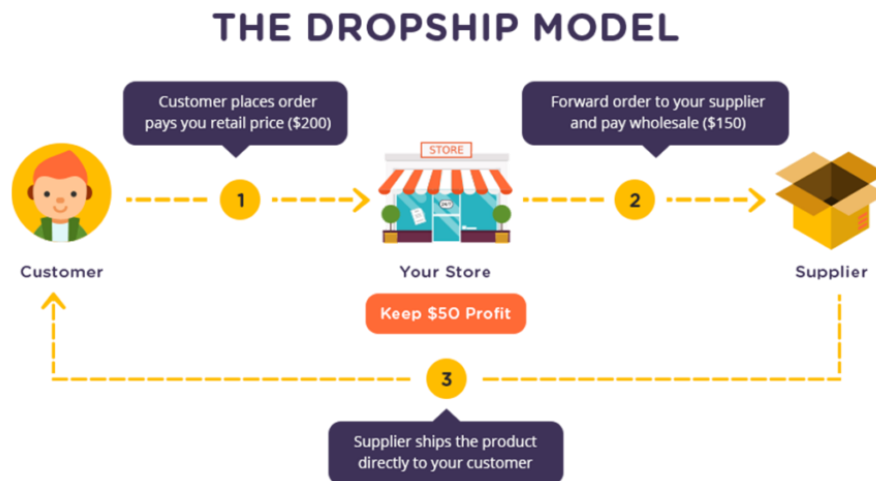 THE DROPSHIP MODEL
Customer places order
pays you retail price ($200)
Forward order to your supplier
and pay wholesale ($150)
STORE
1
2
Customer
Your Store
Supplier
Keep $50 Profit
3
Supplier ships the product
directly to your customer